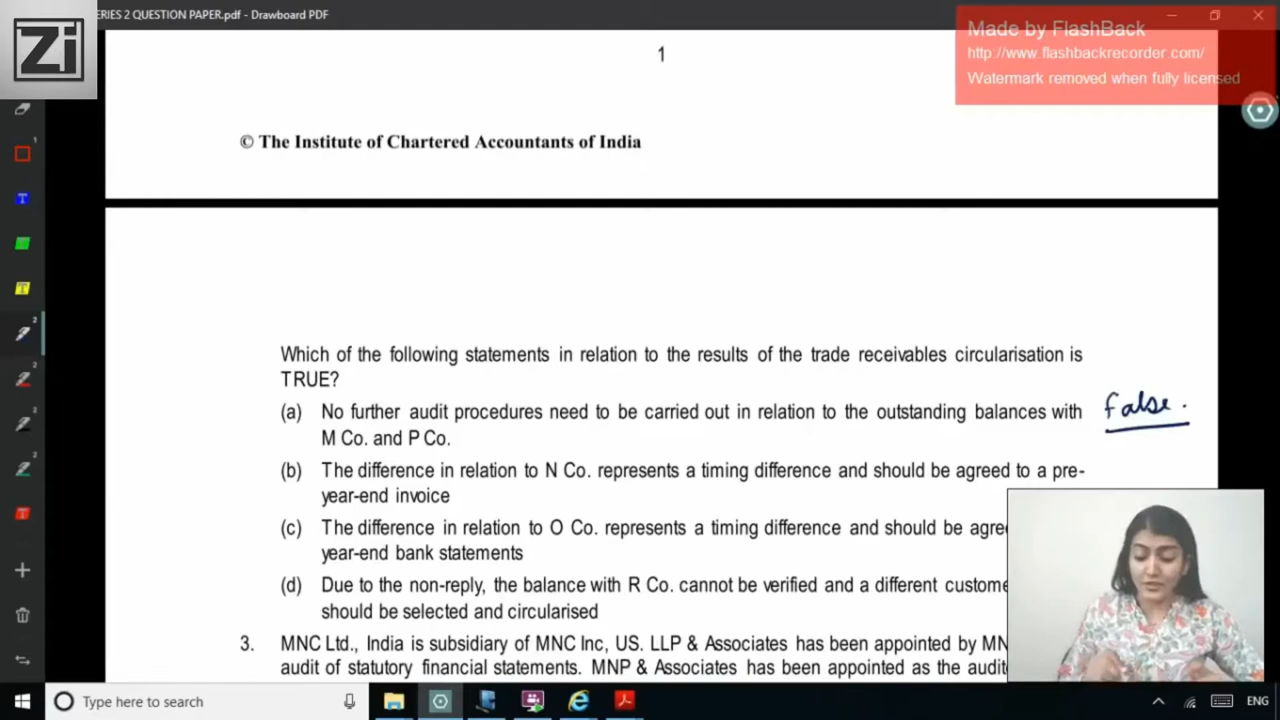 ERIES 2 QUESTION PAPER.pdf - Drawboard PDF
Zi
Made by FlashBack
http://www.flashbackrecorder.com/
Watermark removed when fully licensed
1
© The Institute of Chartered Accountants of India
Which of the following statements in relation to the results of the trade receivables circularisation is
TRUE?
(a) No further audit procedures need to be carried out in relation to the outstanding balances with
M Co. and P Co.
False.
(b) The difference in relation to N Co. represents a timing difference and should be agreed to a pre-
year-end invoice
(c) The difference in relation to O Co. represents a timing difference and should be agre
year-end bank statements
(d) Due to the non-reply, the balance with R Co. cannot be verified and a different custome
should be selected and circularised
3. MNC Ltd., India is subsidiary of MNC Inc, US. LLP & Associates has been appointed by MN
audit of statutory financial statements. MNP & Associates has been appointed as the audit
Type here to search
ENG